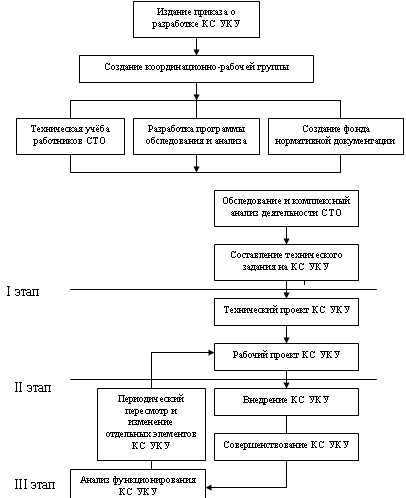 Издание приказа о
разработке КС УКУ
Создание координационно-рабочей группы
Техническая учёба
работников СТО
Разработка программы
обследования и анализа
Создание фонда
нормативной документации
Обследование и комплексный
анализ деятельности СТО
Составление технического
задания на КС УКУ
I этап
Технический проект КС УКУ
Рабочий проект КС УКУ
II этап
Периодический
пересмотр и
изменение
отдельных элементов
КС УКУ
Внедрение КС УКУ
Совершенствование КС УКУ
III этап
Анализ функционирования
КС УКУ